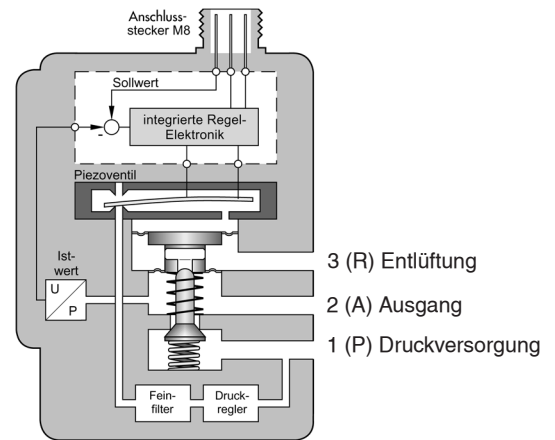 Anschluss-
stecker M8
Sollwert
-
integrierte Regel-
Elektronik
Piezoventil
Ist-
wert
U
P
3 (R) Entlüftung
2 (A) Ausgang
1 (P) Druckversorgung
Fein-
filter
Druck-
regler